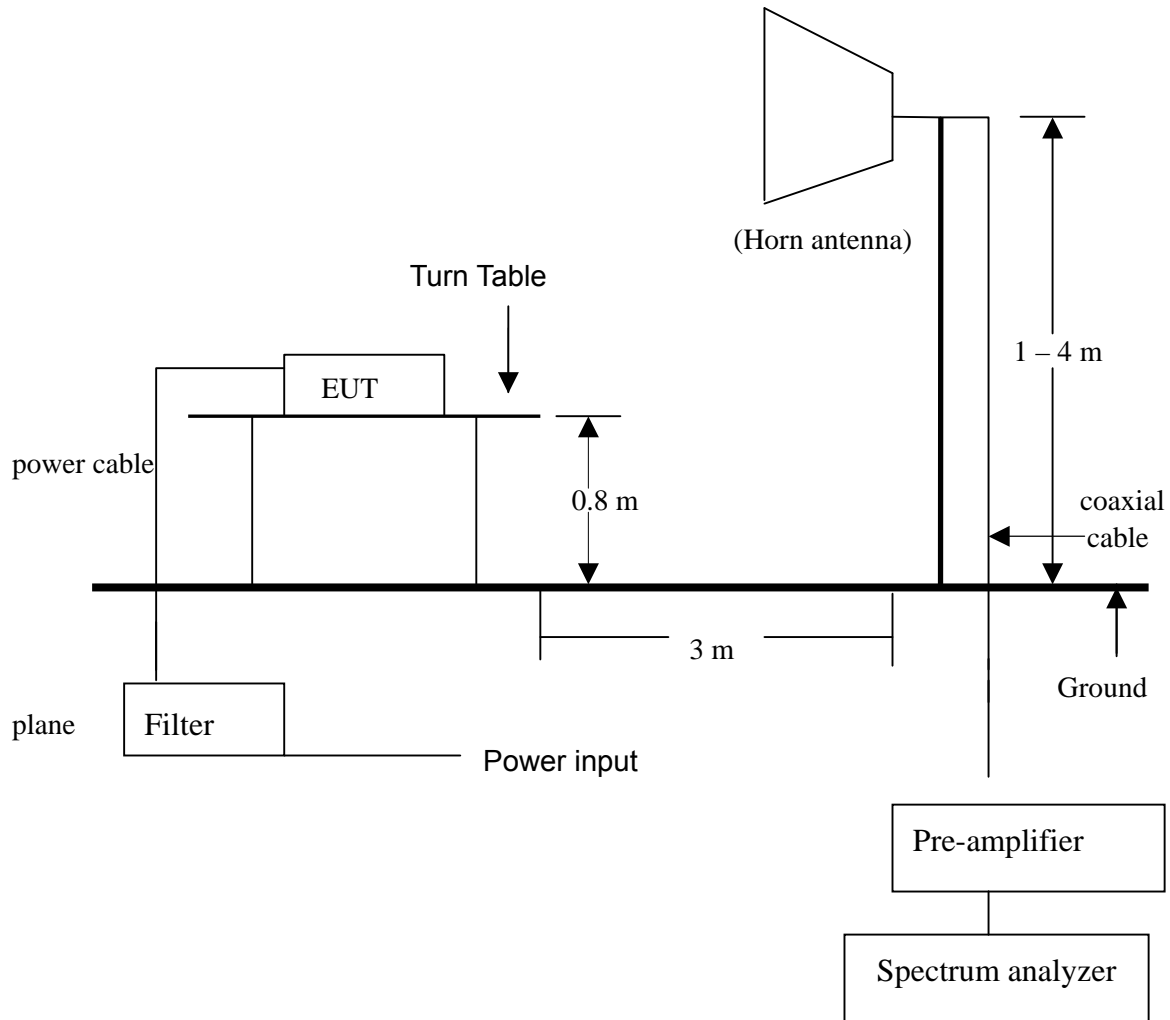 (Horn antenna)
Turn Table
1 – 4 m
EUT
power cable
0.8 m
coaxial
cable
3 m
Ground
plane
Filter
Power input
Pre-amplifier
Spectrum analyzer